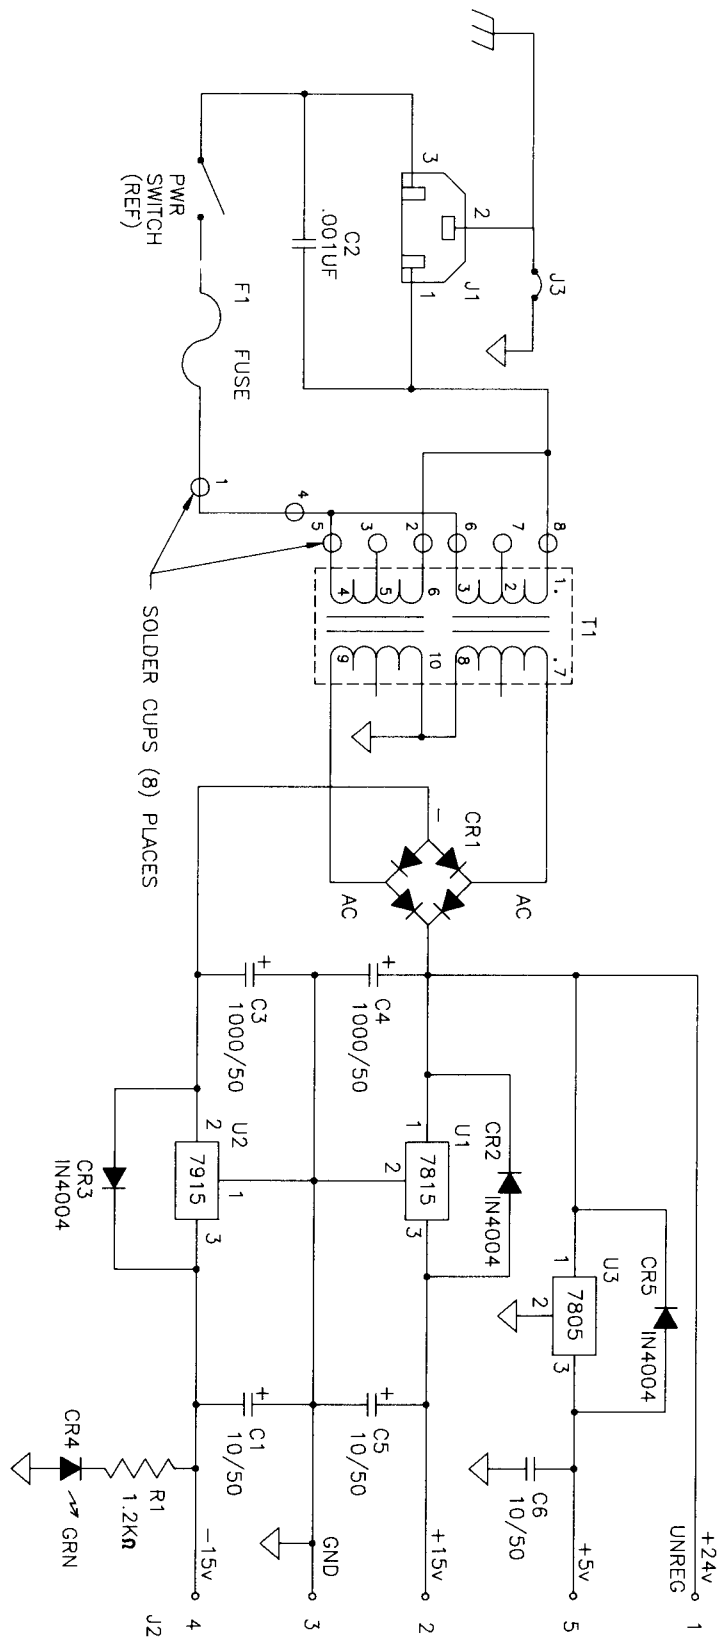 J3
2
J1
3
1
C2
.001UF
PWR
SWITCH
(REF)
F1
FUSE
1
4
5
3
2
6
7
8
1.
2
3
6
5
4
T1
.7
8
10
9
SOLDER CUPS (8) PLACES
CR1
–
AC
AC
+
C3
1000/50
+
C4
1000/50
CR2
IN4004
U1
1
7815
3
2
U2
2
7915
3
1
CR3
IN4004
CR5
IN4004
U3
1
7805
3
2
+
C1
10/50
+
C5
10/50
C6
10/50
CR4
GRN
R1
1.2KΩ
+24v
UNREG
1
+5v
5
+15v
2
GND
3
-15v
4
J2